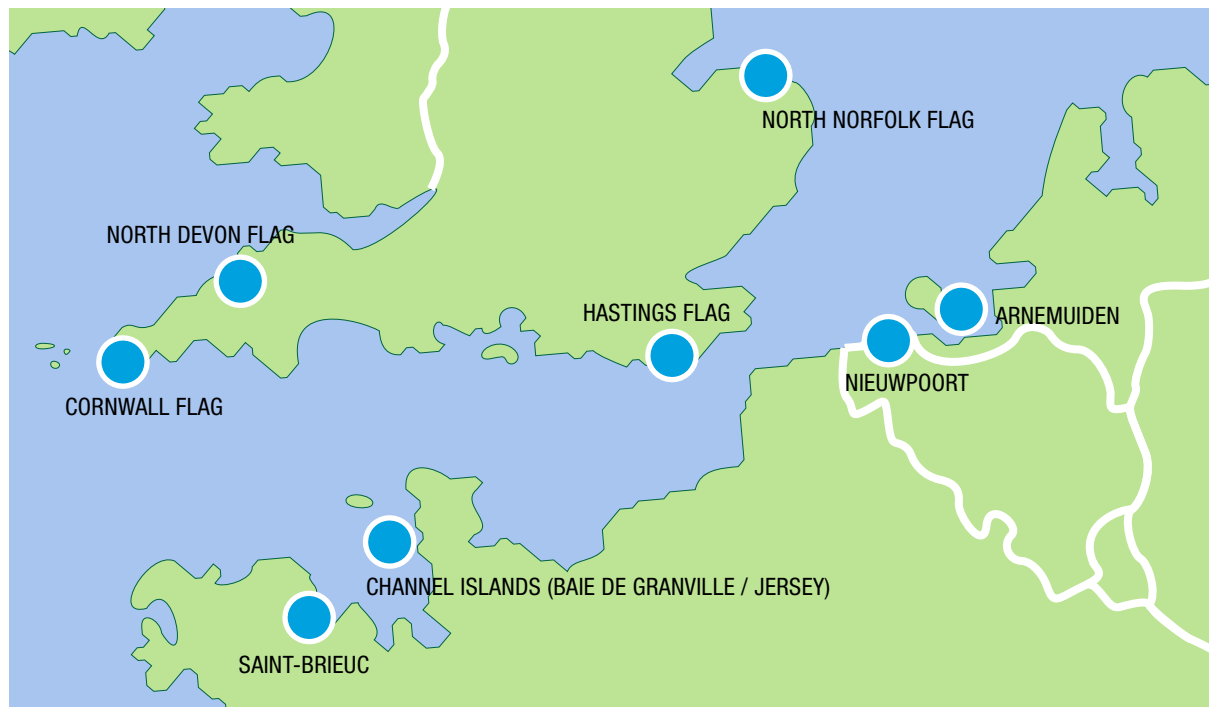 NORTH NORFOLK FLAG
NORTH DEVON FLAG
HASTINGS FLAG
ARNEMUIDEN
NIEUWPOORT
CORNWALL FLAG
CHANNEL ISLANDS (BAIE DE GRANVILLE / JERSEY)
SAINT-BRIEUC